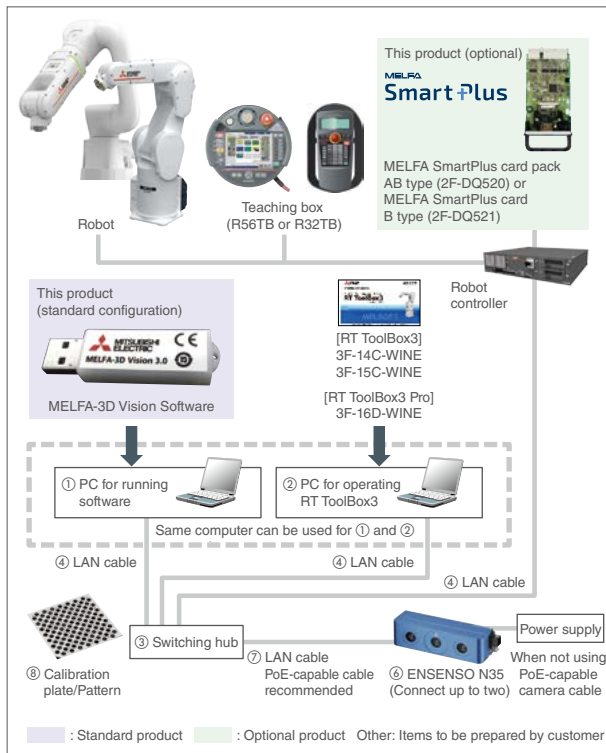 This product (optional)
MELFA
SmartPlus
MELFA SmartPlus card pack
AB type (2F-DQ520) or
MELFA SmartPlus card
B type (2F-DQ521)
Teaching box
(R56TB or R32TB)
Robot
Robot
controller
This product
(standard configuration)
MITSUBISHI
ELECTRIC
MELFA-3D Vision 3.0
CE
MELFA-3D Vision Software
RT ToolBox3
MELSOFT
[RT ToolBox3]
3F-14C-WINE
3F-15C-WINE
[RT ToolBox3 Pro]
3F-16D-WINE
① PC for running
software
② PC for operating
RT ToolBox3
Same computer can be used for ① and ②
④ LAN cable
④ LAN cable
④ LAN cable
③ Switching hub
Power supply
⑧ Calibration
plate/Pattern
⑦ LAN cable
PoE-capable cable
recommended
⑥ ENSENSO N35
(Connect up to two)
When not using
PoE-capable
camera cable
: Standard product
: Optional product
Other: Items to be prepared by customer